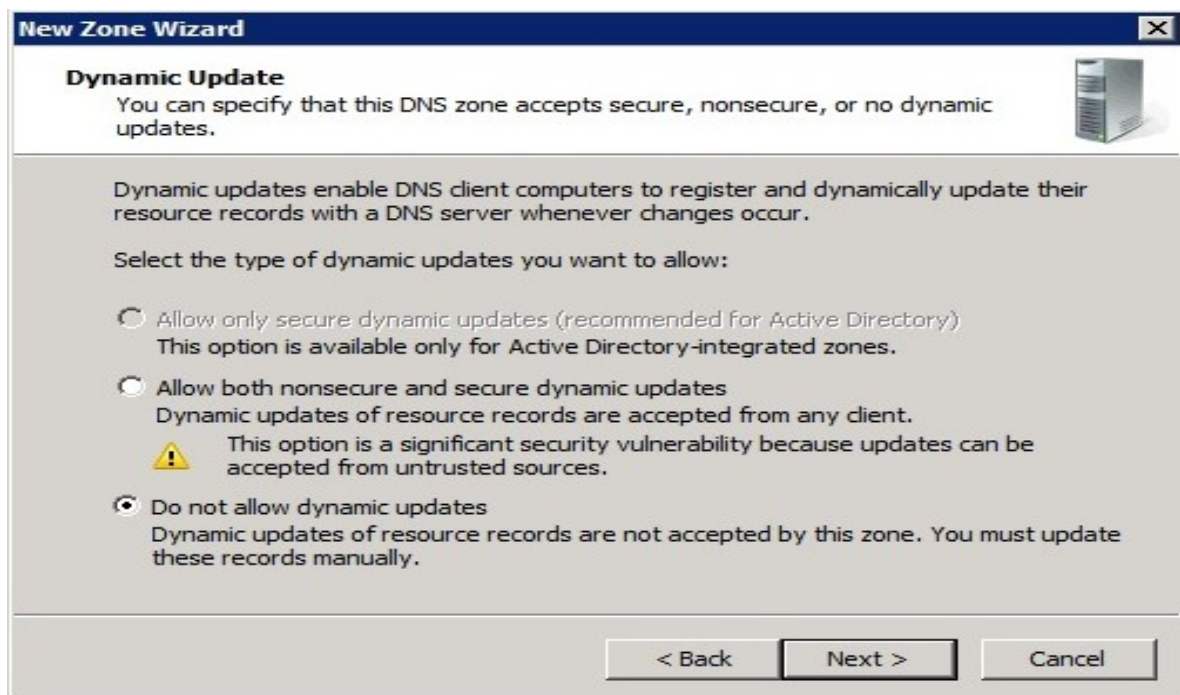 New Zone Wizard
Dynamic Update
You can specify that this DNS zone accepts secure, nonsecure, or no dynamic
updates.
Dynamic updates enable DNS client computers to register and dynamically update their
resource records with a DNS server whenever changes occur.
Select the type of dynamic updates you want to allow:
Allow only secure dynamic updates (recommended for Active Directory)
This option is available only for Active Directory-integrated zones.
Allow both nonsecure and secure dynamic updates
Dynamic updates of resource records are accepted from any client.
This option is a significant security vulnerability because updates can be
accepted from untrusted sources.
Do not allow dynamic updates
Dynamic updates of resource records are not accepted by this zone. You must update
these records manually.
< Back Next > Cancel